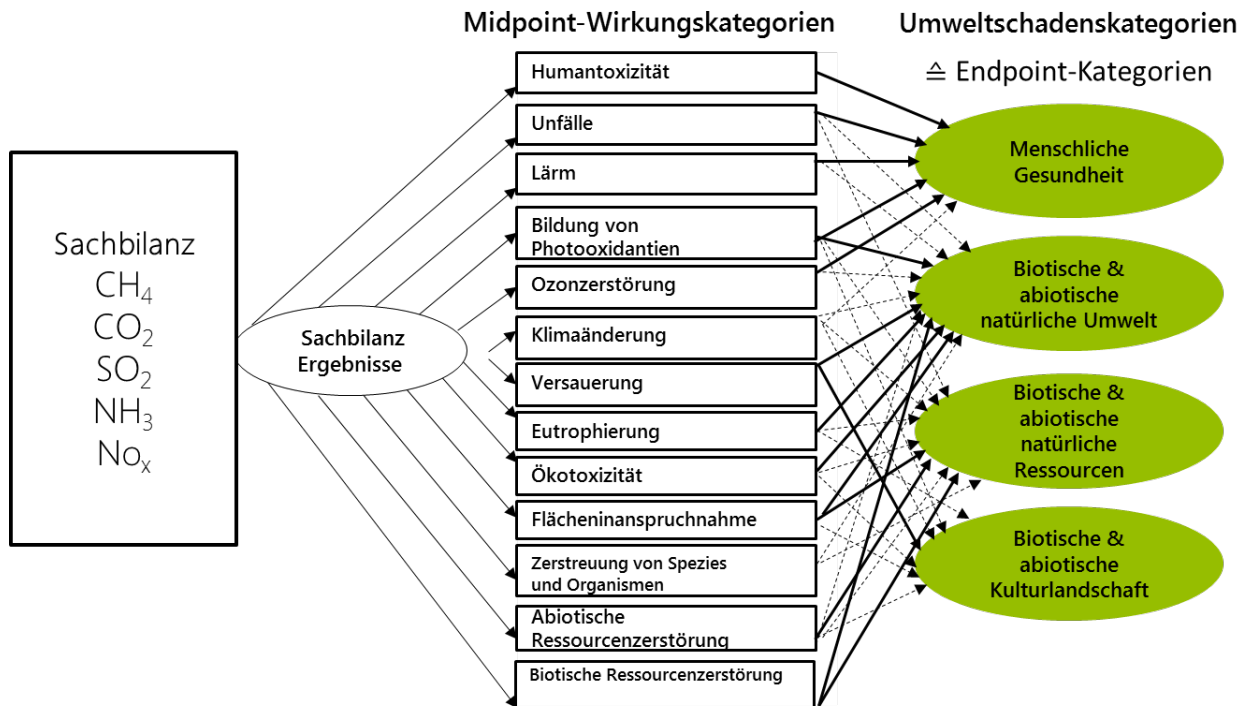 Midpoint-Wirkungskategorien
Umweltschadenskategorien
≙ Endpoint-Kategorien
Sachbilanz
CH₄
CO₂
SO₂
NH₃
Noₓ
Sachbilanz
Ergebnisse
Humantoxizität
Unfälle
Lärm
Bildung von
Photooxidantien
Ozonzerstörung
Klimaänderung
Versauerung
Eutrophierung
Ökotoxizität
Flächeninanspruchnahme
Zerstreuung von Spezies
und Organismen
Abiotische
Ressourcenzerstörung
Biotische Ressourcenzerstörung
Menschliche
Gesundheit
Biotische &
abiotische
natürliche Umwelt
Biotische &
abiotische
natürliche
Ressourcen
Biotische &
abiotische
Kulturlandschaft